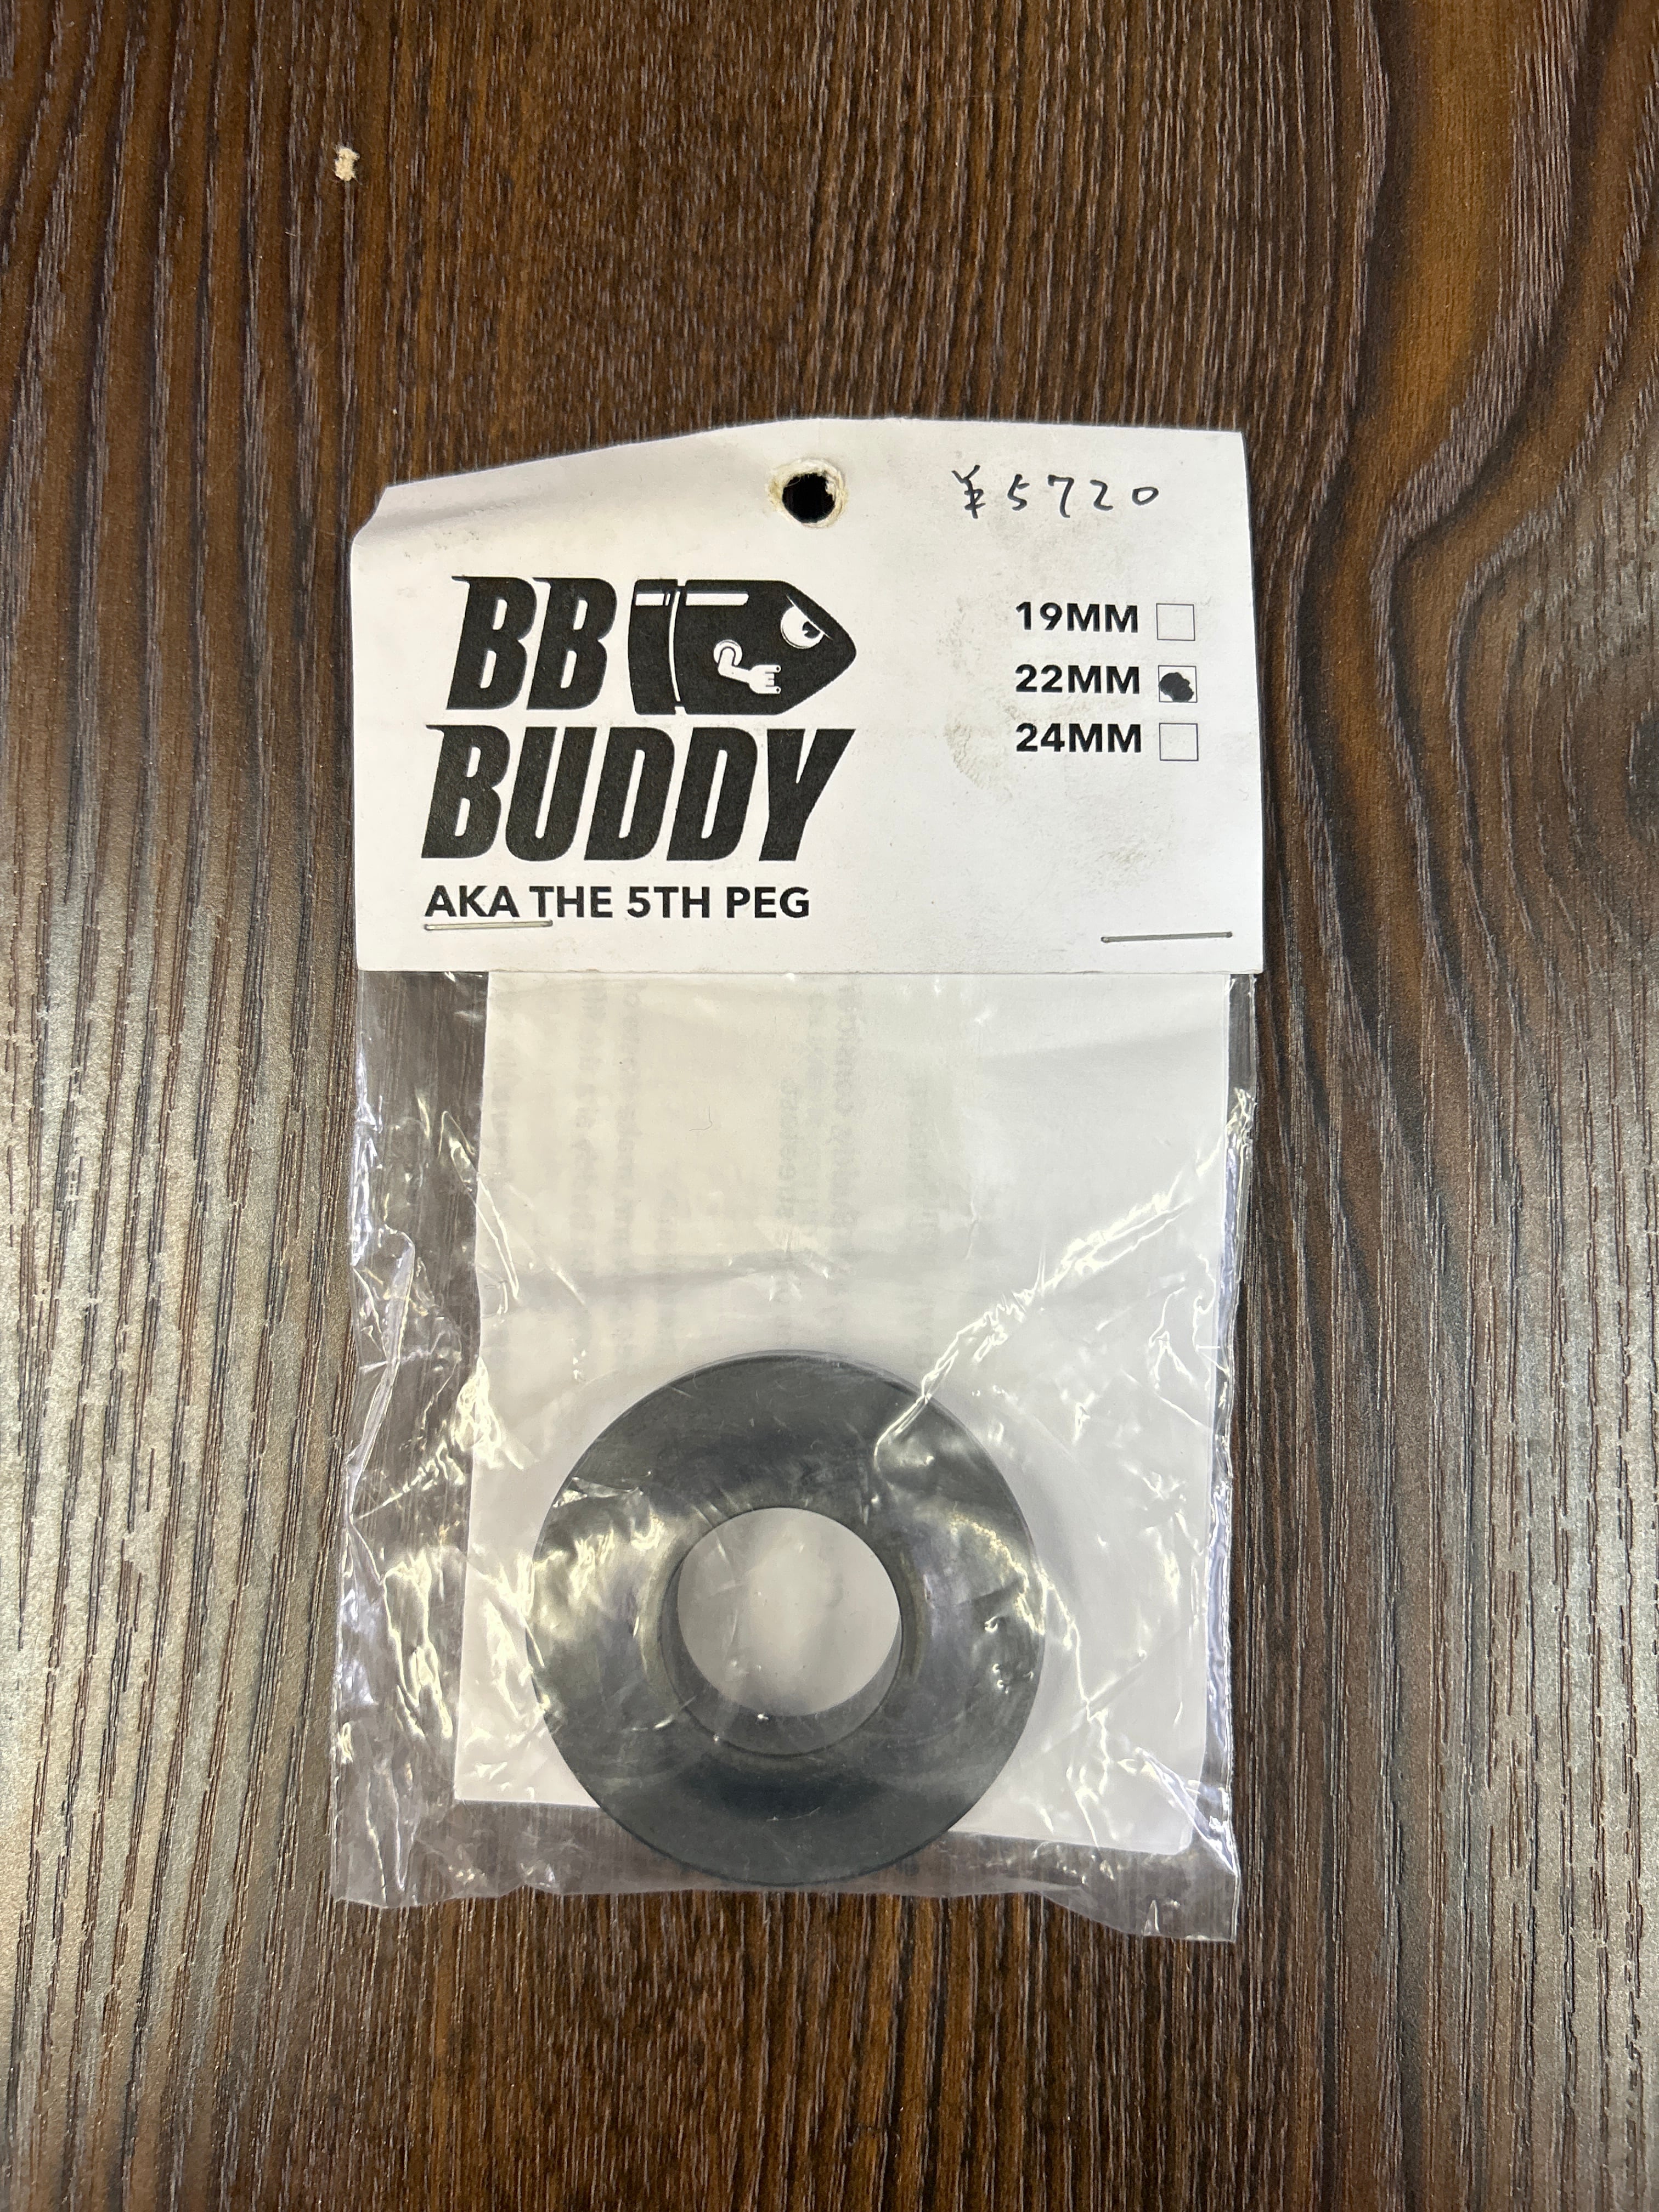 ¥5720
BB
BUDDY
AKA THE 5TH PEG
19MM
22MM
24MM